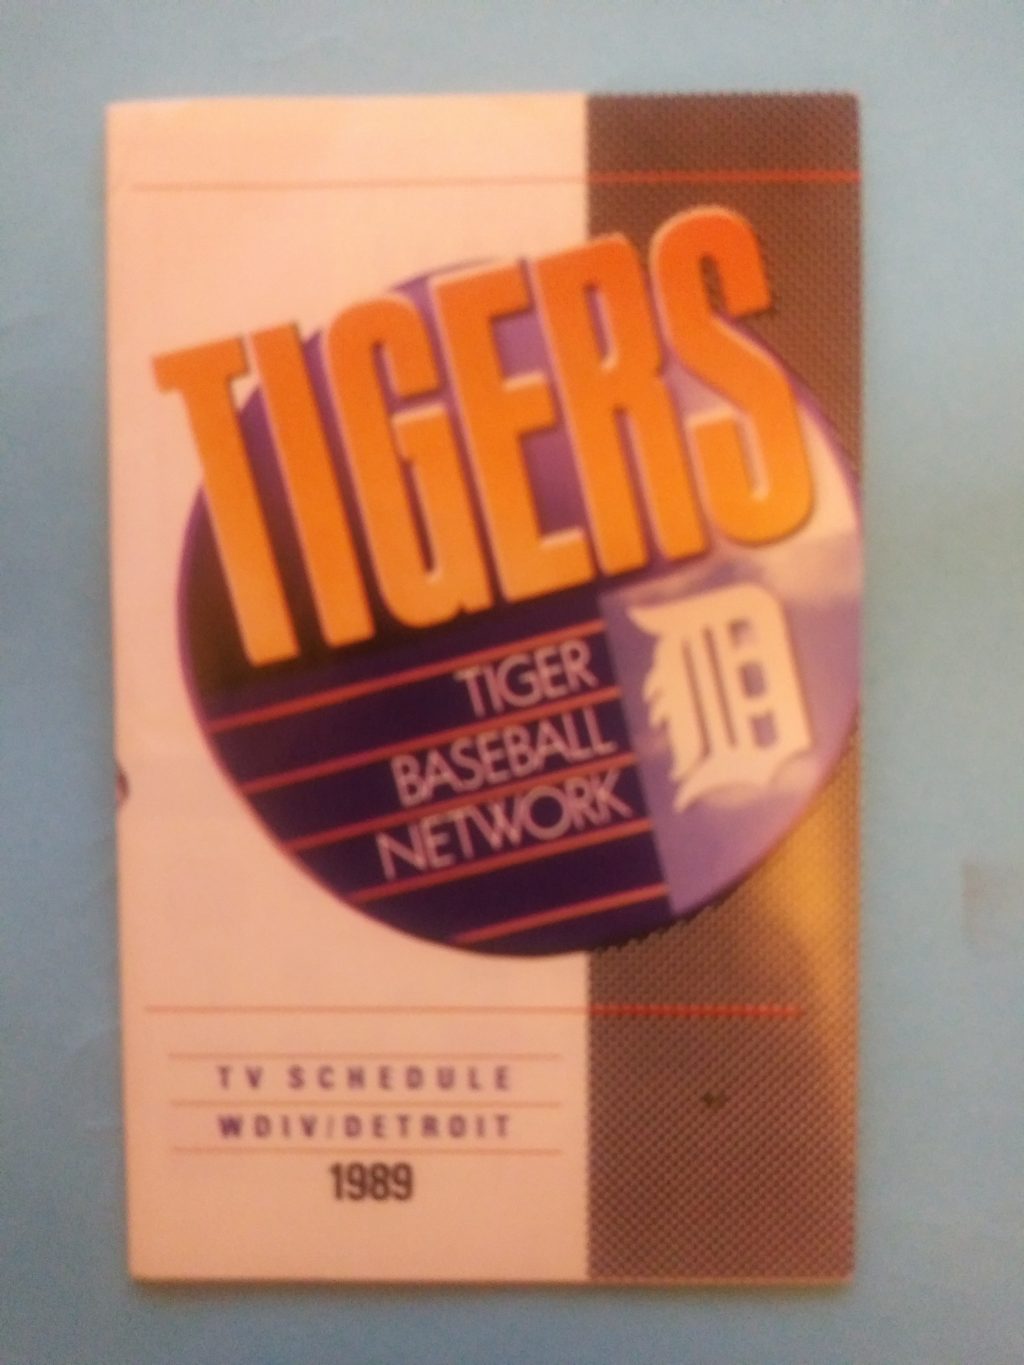 TIGERS
TIGER
BASEBALL
NETWORK
D
TV SCHEDULE
WDIV/DETROIT
1989